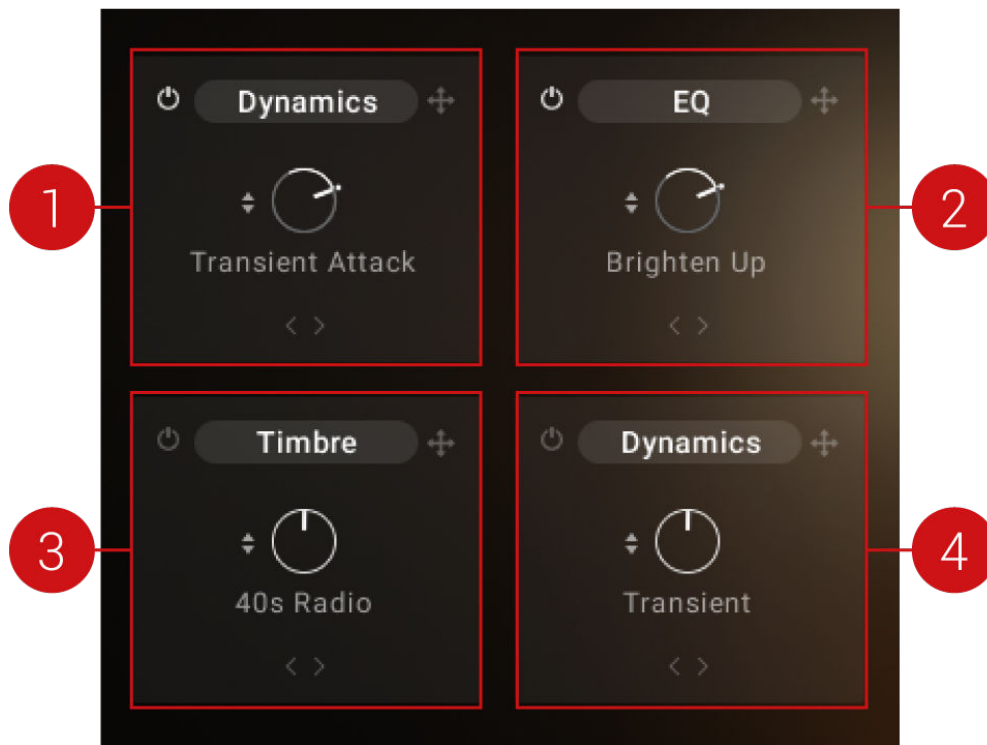 Dynamics
EQ
1
Transient Attack
Brighten Up
2
Timbre
Dynamics
3
40s Radio
Transient
4